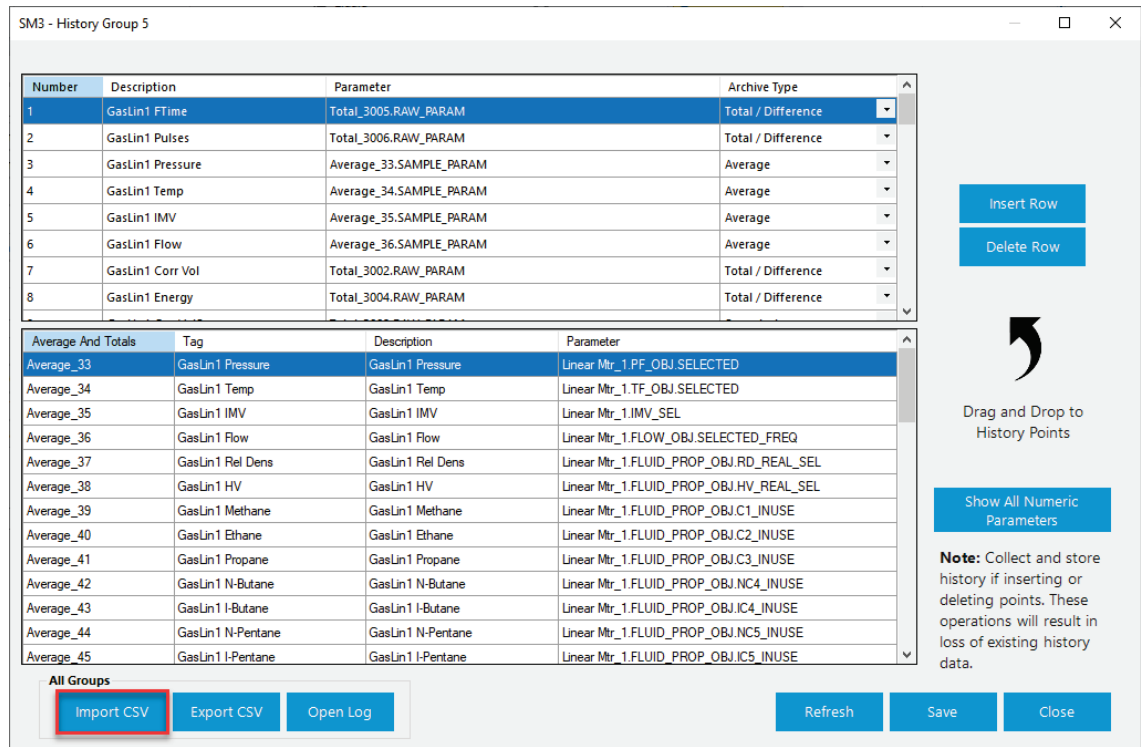 SM3 - History Group 5
Number Description Parameter Archive Type
1 GasLin1 FTime Total_3005.RAW_PARAM Total / Difference
2 GasLin1 Pulses Total_3006.RAW_PARAM Total / Difference
3 GasLin1 Pressure Average_33.SAMPLE_PARAM Average
4 GasLin1 Temp Average_34.SAMPLE_PARAM Average
5 GasLin1 IMV Average_35.SAMPLE_PARAM Average
6 GasLin1 Flow Average_36.SAMPLE_PARAM Average
7 GasLin1 Corr Vol Total_3002.RAW_PARAM Total / Difference
8 GasLin1 Energy Total_3004.RAW_PARAM Total / Difference
Insert Row
Delete Row
Average And Totals Tag Description Parameter
Average_33 GasLin1 Pressure GasLin1 Pressure Linear Mtr_1.PF_OBJ.SELECTED
Average_34 GasLin1 Temp GasLin1 Temp Linear Mtr_1.TF_OBJ.SELECTED
Average_35 GasLin1 IMV GasLin1 IMV Linear Mtr_1.IMV_SEL
Average_36 GasLin1 Flow GasLin1 Flow Linear Mtr_1.FLOW_OBJ.SELECTED_FREQ
Average_37 GasLin1 Rel Dens GasLin1 Rel Dens Linear Mtr_1.FLUID_PROP_OBJ.RD_REAL_SEL
Average_38 GasLin1 HV GasLin1 HV Linear Mtr_1.FLUID_PROP_OBJ.HV_REAL_SEL
Average_39 GasLin1 Methane GasLin1 Methane Linear Mtr_1.FLUID_PROP_OBJ.C1_INUSE
Average_40 GasLin1 Ethane GasLin1 Ethane Linear Mtr_1.FLUID_PROP_OBJ.C2_INUSE
Average_41 GasLin1 Propane GasLin1 Propane Linear Mtr_1.FLUID_PROP_OBJ.C3_INUSE
Average_42 GasLin1 N-Butane GasLin1 N-Butane Linear Mtr_1.FLUID_PROP_OBJ.NC4_INUSE
Average_43 GasLin1 I-Butane GasLin1 I-Butane Linear Mtr_1.FLUID_PROP_OBJ.IC4_INUSE
Average_44 GasLin1 N-Pentane GasLin1 N-Pentane Linear Mtr_1.FLUID_PROP_OBJ.NC5_INUSE
Average_45 GasLin1 I-Pentane GasLin1 I-Pentane Linear Mtr_1.FLUID_PROP_OBJ.IC5_INUSE
Drag and Drop to
History Points
Show All Numeric
Parameters
Note: Collect and store
history if inserting or
deleting points. These
operations will result in
loss of existing history
data.
All Groups
Import CSV Export CSV Open Log Refresh Save Close